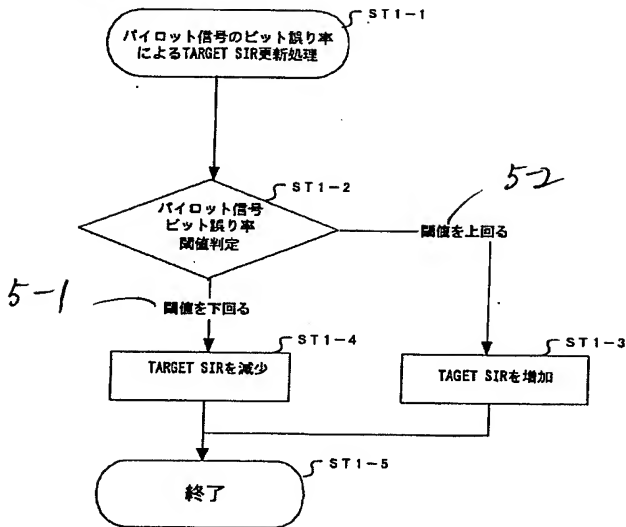 ST1-1
パイロット信号のビット誤り率
によるTARGET SIR更新処理
ST1-2
パイロット信号
ビット誤り率
閾値判定
5-2
閾値を上回る
5-1
閾値を下回る
ST1-4
TARGET SIRを減少
ST1-3
TAGET SIRを増加
ST1-5
終了